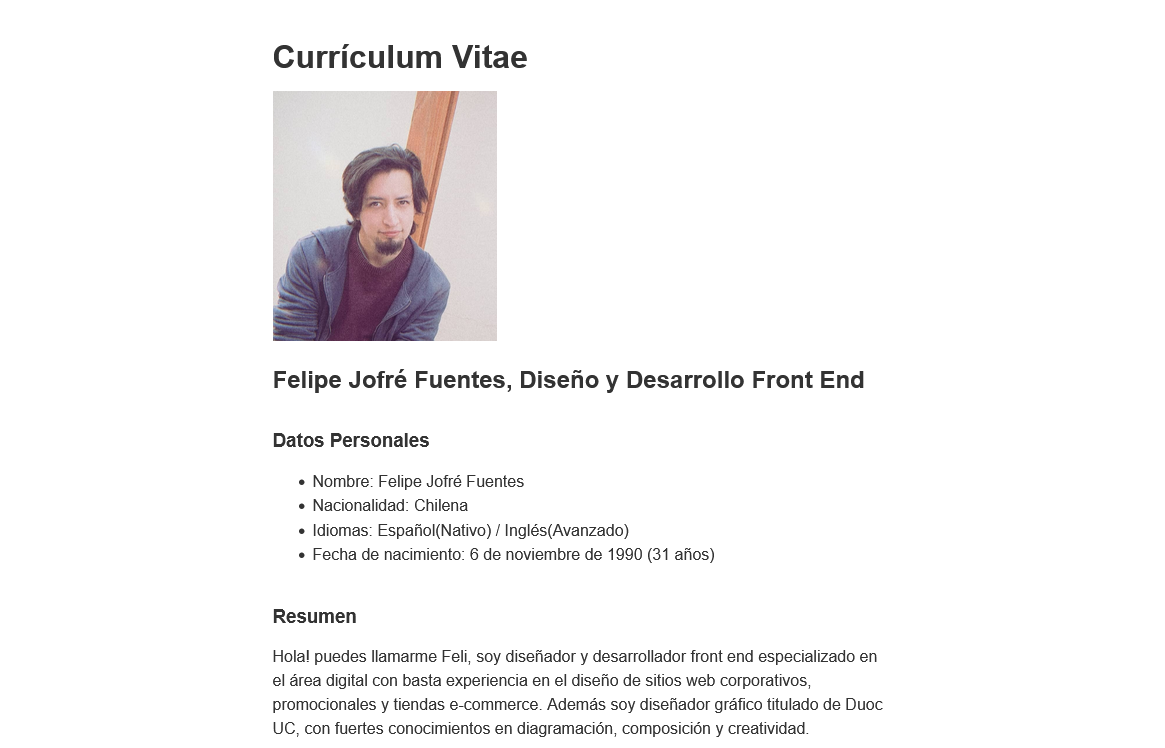 Currículum Vitae
Felipe Jofré Fuentes, Diseño y Desarrollo Front End
Datos Personales
• Nombre: Felipe Jofré Fuentes
• Nacionalidad: Chilena
• Idiomas: Español(Nativo) / Inglés(Avanzado)
• Fecha de nacimiento: 6 de noviembre de 1990 (31 años)
Resumen
Hola! puedes llamarme Feli, soy diseñador y desarrollador front end especializado en
el área digital con basta experiencia en el diseño de sitios web corporativos,
promocionales y tiendas e-commerce. Además soy diseñador gráfico titulado de Duoc
UC, con fuertes conocimientos en diagramación, composición y creatividad.